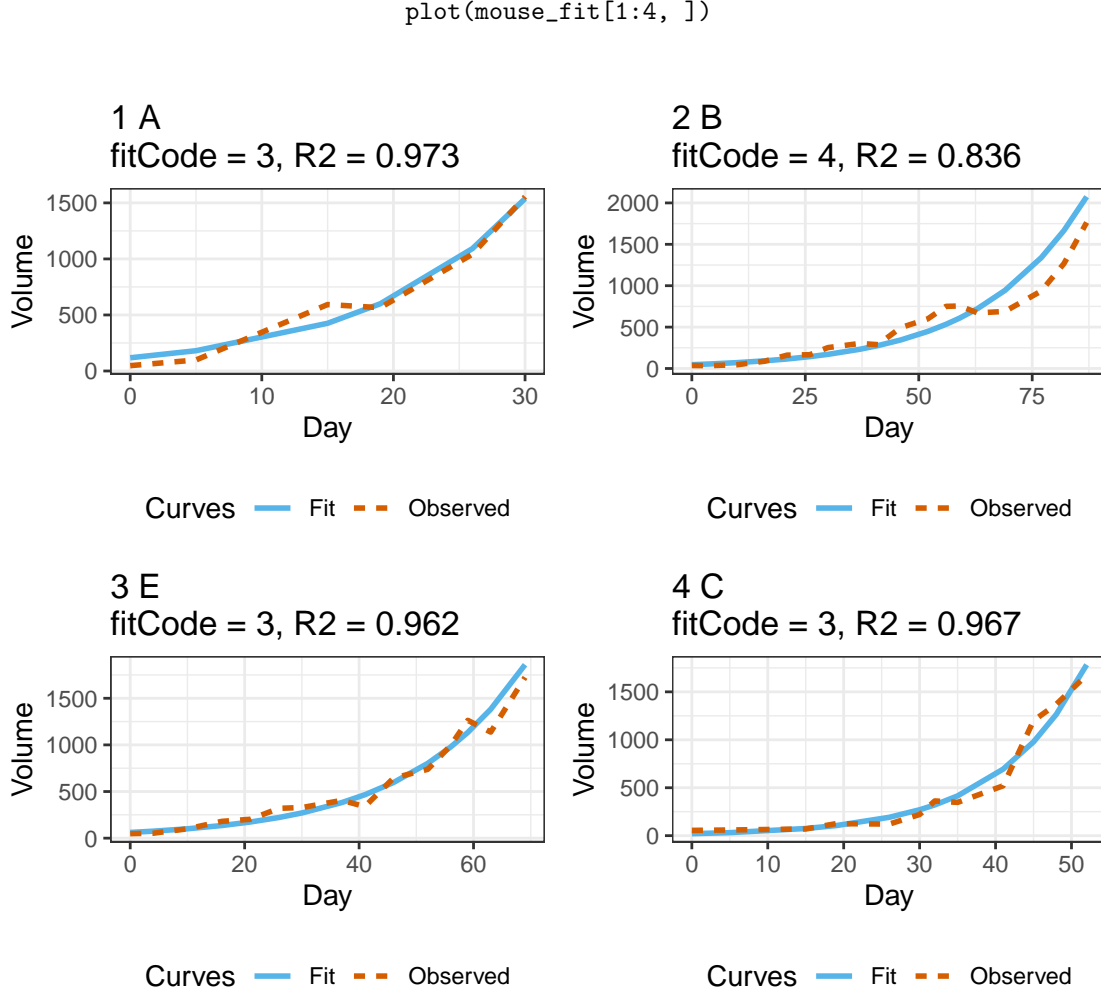 plot(mouse_fit[1:4, ])
1 A
fitCode = 3, R2 = 0.973
1500
1000
500
0
Volume
0 10 20 30
Day
Curves Fit Observed
2 B
fitCode = 4, R2 = 0.836
2000
1500
1000
500
0
Volume
0 25 50 75
Day
Curves Fit Observed
3 E
fitCode = 3, R2 = 0.962
1500
1000
500
0
Volume
0 20 40 60
Day
Curves Fit Observed
4 C
fitCode = 3, R2 = 0.967
1500
1000
500
0
Volume
0 10 20 30 40 50
Day
Curves Fit Observed